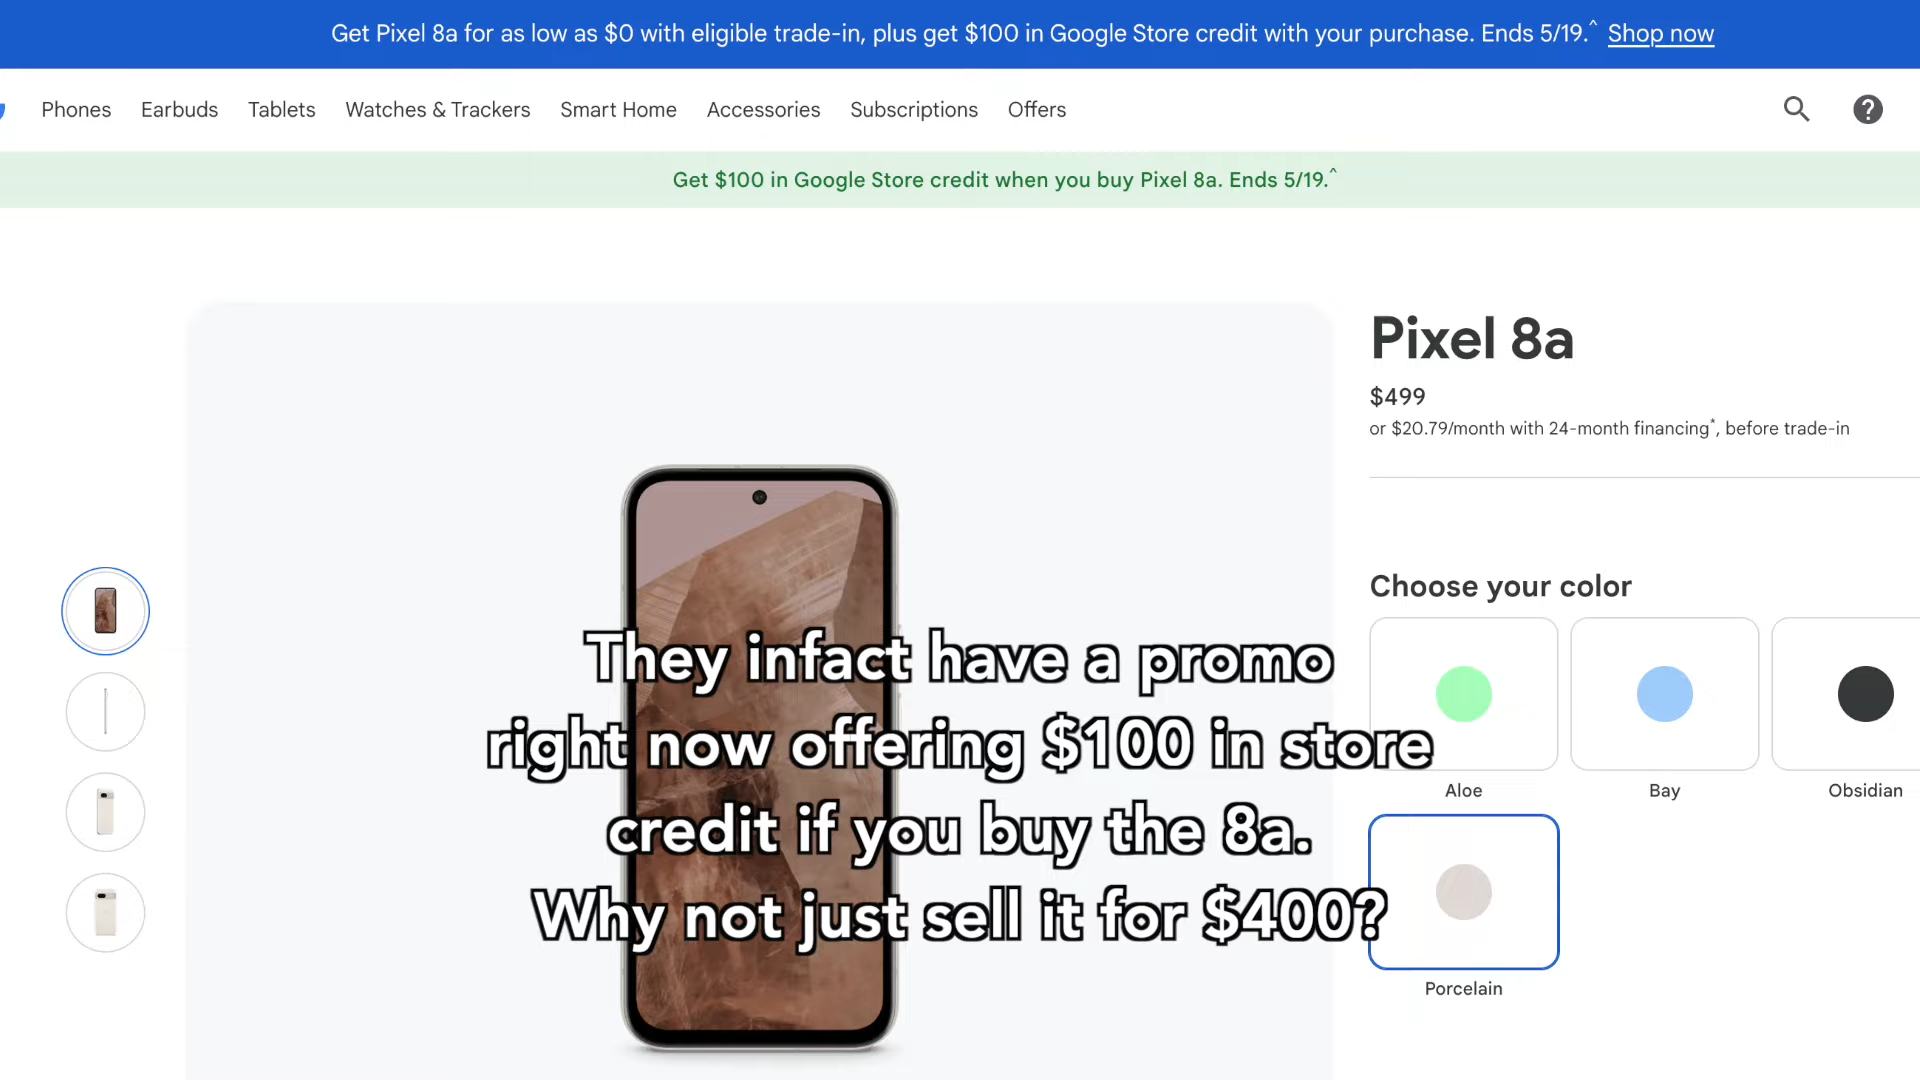 Get Pixel 8a for as low as $0 with eligible trade-in, plus get $100 in Google Store credit with your purchase. Ends 5/19.^ Shop now
Phones Earbuds Tablets Watches & Trackers Smart Home Accessories Subscriptions Offers
Get $100 in Google Store credit when you buy Pixel 8a. Ends 5/19.^
Pixel 8a
$499
or $20.79/month with 24-month financing*, before trade-in
Choose your color
Aloe Bay Obsidian
Porcelain
They infact have a promo
right now offering $100 in store
credit if you buy the 8a.
Why not just sell it for $400?